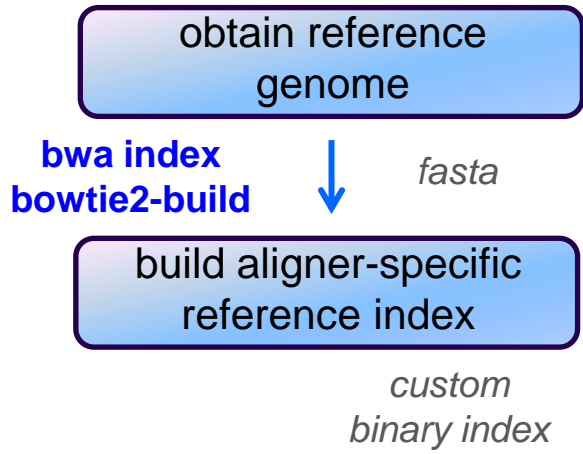 obtain reference
genome
bwa index
bowtie2-build
fasta
build aligner-specific
reference index
custom
binary index